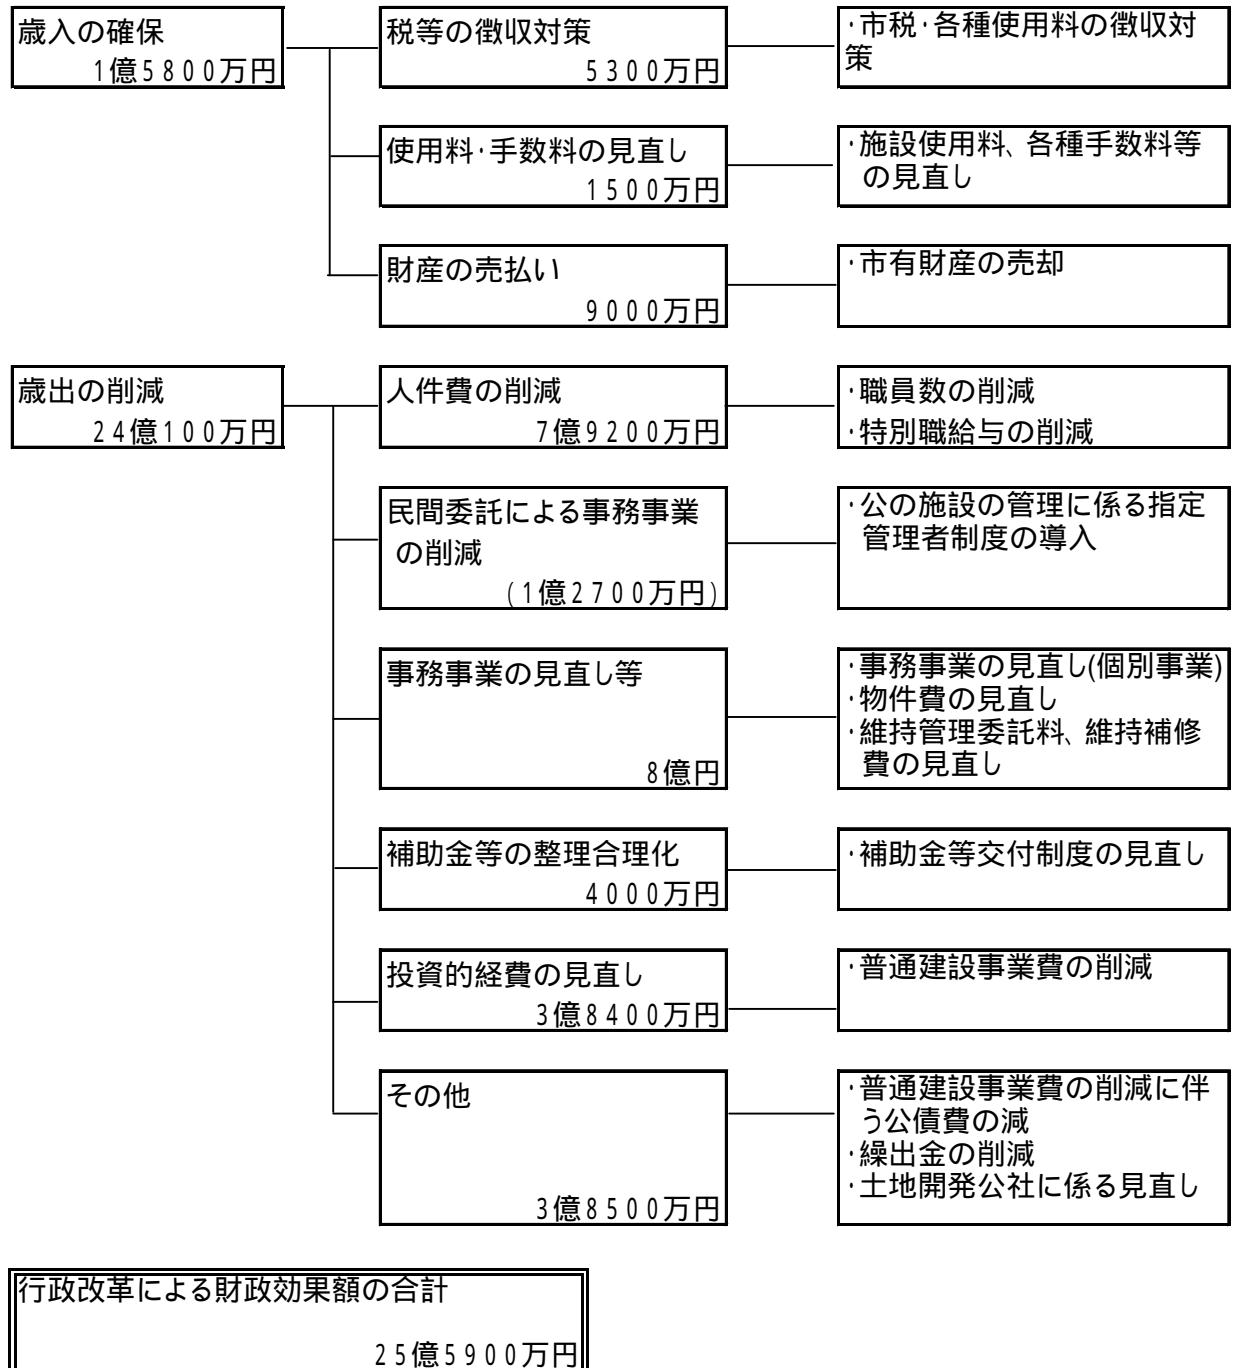 歳入の確保
1億5800万円
税等の徴収対策
5300万円
･市税･各種使用料の徴収対
策
使用料･手数料の見直し
1500万円
･施設使用料、各種手数料等
の見直し
財産の売払い
9000万円
･市有財産の売却
歳出の削減
24億100万円
人件費の削減
7億9200万円
･職員数の削減
･特別職給与の削減
民間委託による事務事業
の削減
(1億2700万円)
･公の施設の管理に係る指定
管理者制度の導入
事務事業の見直し等
8億円
･事務事業の見直し(個別事業)
･物件費の見直し
･維持管理委託料、維持補修
費の見直し
補助金等の整理合理化
4000万円
･補助金等交付制度の見直し
投資的経費の見直し
3億8400万円
･普通建設事業費の削減
その他
3億8500万円
･普通建設事業費の削減に伴
う公債費の減
･繰出金の削減
･土地開発公社に係る見直し
行政改革による財政効果額の合計
25億5900万円